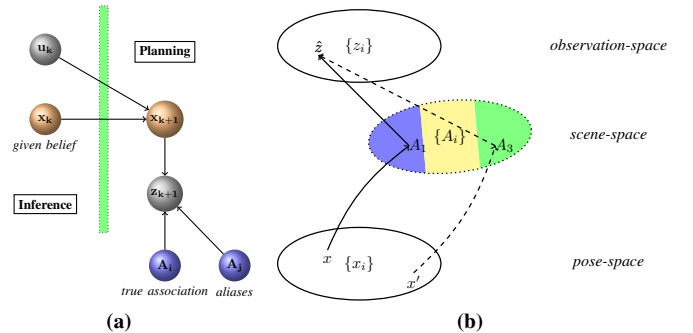 u_k
Planning
x_k
x_{k+1}
given belief
z_{k+1}
Inference
A_i
A_j
true association
aliases
(a)
ẑ
{z_i}
observation-space
A_1
{A_i}
A_3
scene-space
x
{x_i}
x′
pose-space
(b)